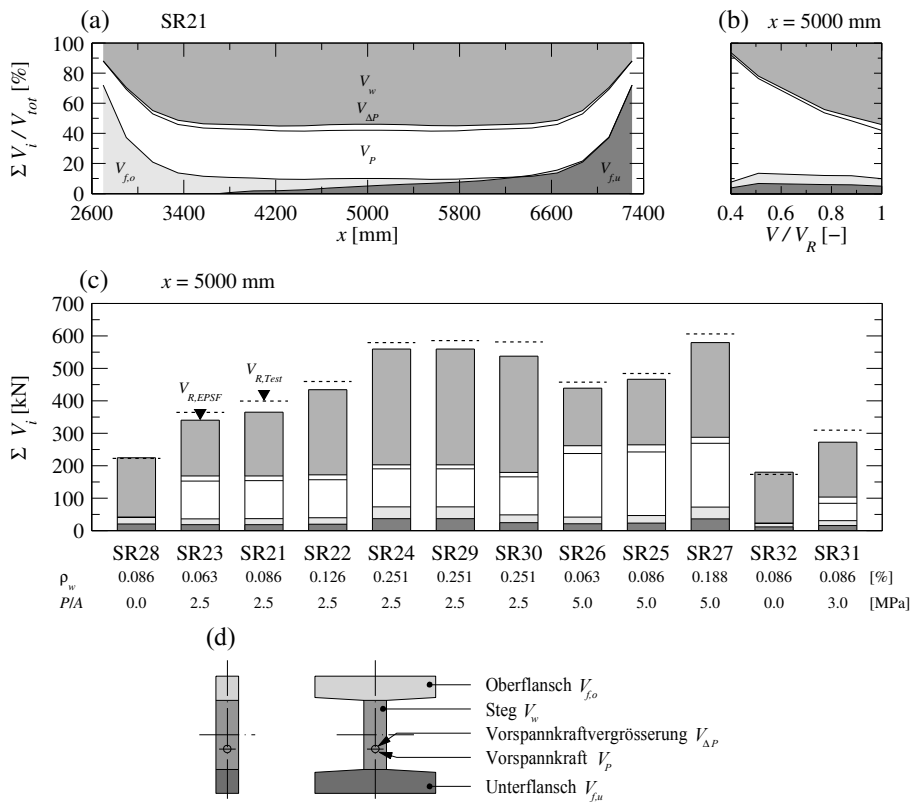 (a) SR21
(b) x = 5000 mm
Σ V_i / V_tot [%]
100
80
60
40
20
0
V_w
V_ΔP
V_P
V_f,o
V_f,u
2600 3400 4200 5000 5800 6600 7400
x [mm]
0.4 0.6 0.8 1
V / V_R [–]
(c) x = 5000 mm
Σ V_i [kN]
700
600
500
400
300
200
100
0
V_R,EPSF
V_R,Test
SR28 SR23 SR21 SR22 SR24 SR29 SR30 SR26 SR25 SR27 SR32 SR31
ρ_w 0.086 0.063 0.086 0.126 0.251 0.251 0.251 0.063 0.086 0.188 0.086 0.086 [%]
P/A 0.0 2.5 2.5 2.5 2.5 2.5 2.5 5.0 5.0 5.0 0.0 3.0 [MPa]
(d)
Oberflansch V_f,o
Steg V_w
Vorspannkraftvergrösserung V_ΔP
Vorspannkraft V_P
Unterflansch V_f,u